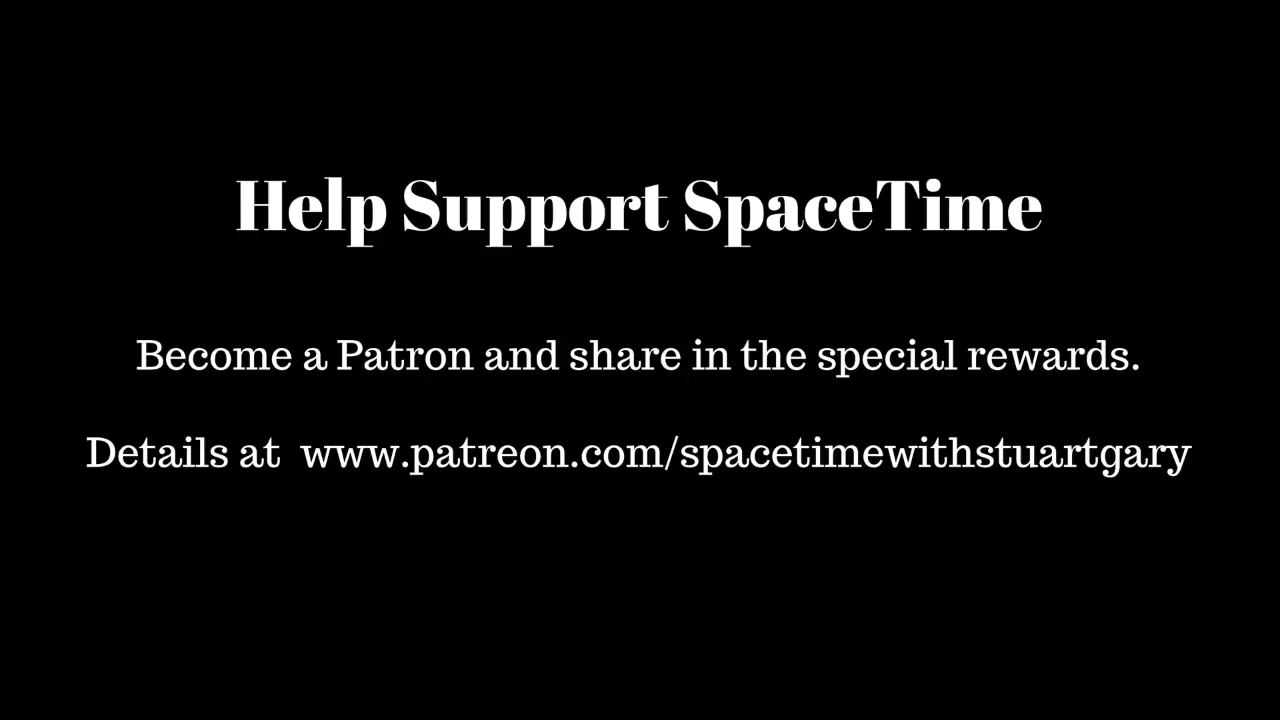 Help Support SpaceTime
Become a Patron and share in the special rewards.
Details at  www.patreon.com/spacetimewithstuartgary